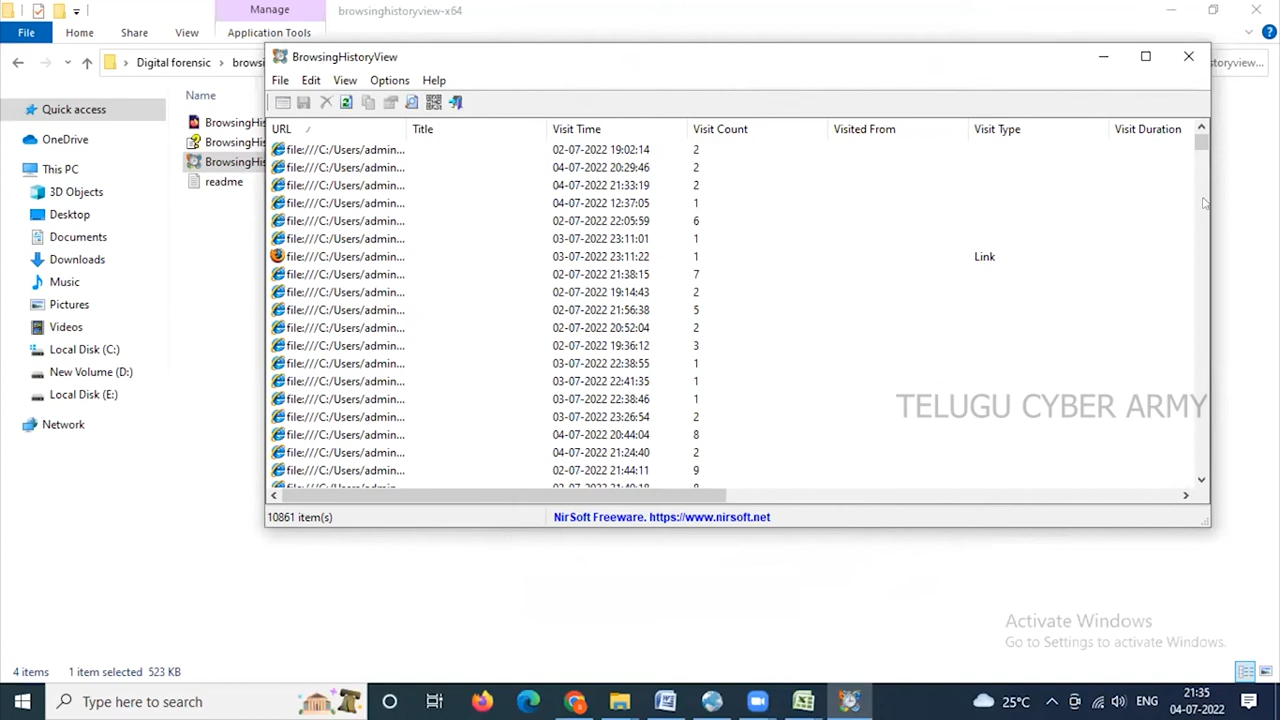 Manage
browsinghistoryview-x64
File
Home
Share
View
Application Tools
Digital forensic
browsi
toryview...
BrowsingHistoryView
File
Edit
View
Options
Help
Quick access
OneDrive
This PC
3D Objects
Desktop
Documents
Downloads
Music
Pictures
Videos
Local Disk (C:)
New Volume (D:)
Local Disk (E:)
Network
Name
BrowsingHis
BrowsingHis
BrowsingHis
readme
URL Title Visit Time Visit Count Visited From Visit Type Visit Duration
file:///C:/Users/admin... 02-07-2022 19:02:14 2
file:///C:/Users/admin... 04-07-2022 20:29:46 2
file:///C:/Users/admin... 04-07-2022 21:33:19 2
file:///C:/Users/admin... 04-07-2022 12:37:05 1
file:///C:/Users/admin... 02-07-2022 22:05:59 6
file:///C:/Users/admin... 03-07-2022 23:11:01 1
file:///C:/Users/admin... 03-07-2022 23:11:22 1 Link
file:///C:/Users/admin... 02-07-2022 21:38:15 7
file:///C:/Users/admin... 02-07-2022 19:14:43 2
file:///C:/Users/admin... 02-07-2022 21:56:38 5
file:///C:/Users/admin... 02-07-2022 20:52:04 2
file:///C:/Users/admin... 02-07-2022 19:36:12 3
file:///C:/Users/admin... 03-07-2022 22:38:55 1
file:///C:/Users/admin... 03-07-2022 22:41:35 1
file:///C:/Users/admin... 03-07-2022 22:38:46 1
file:///C:/Users/admin... 03-07-2022 23:26:54 2
file:///C:/Users/admin... 04-07-2022 20:44:04 8
file:///C:/Users/admin... 04-07-2022 21:24:40 2
file:///C:/Users/admin... 02-07-2022 21:44:11 9
TELUGU CYBER ARMY
10861 item(s)
NirSoft Freeware. https://www.nirsoft.net
Activate Windows
Go to Settings to activate Windows.
4 items
1 item selected 523 KB
Type here to search
25°C
ENG
21:35
04-07-2022